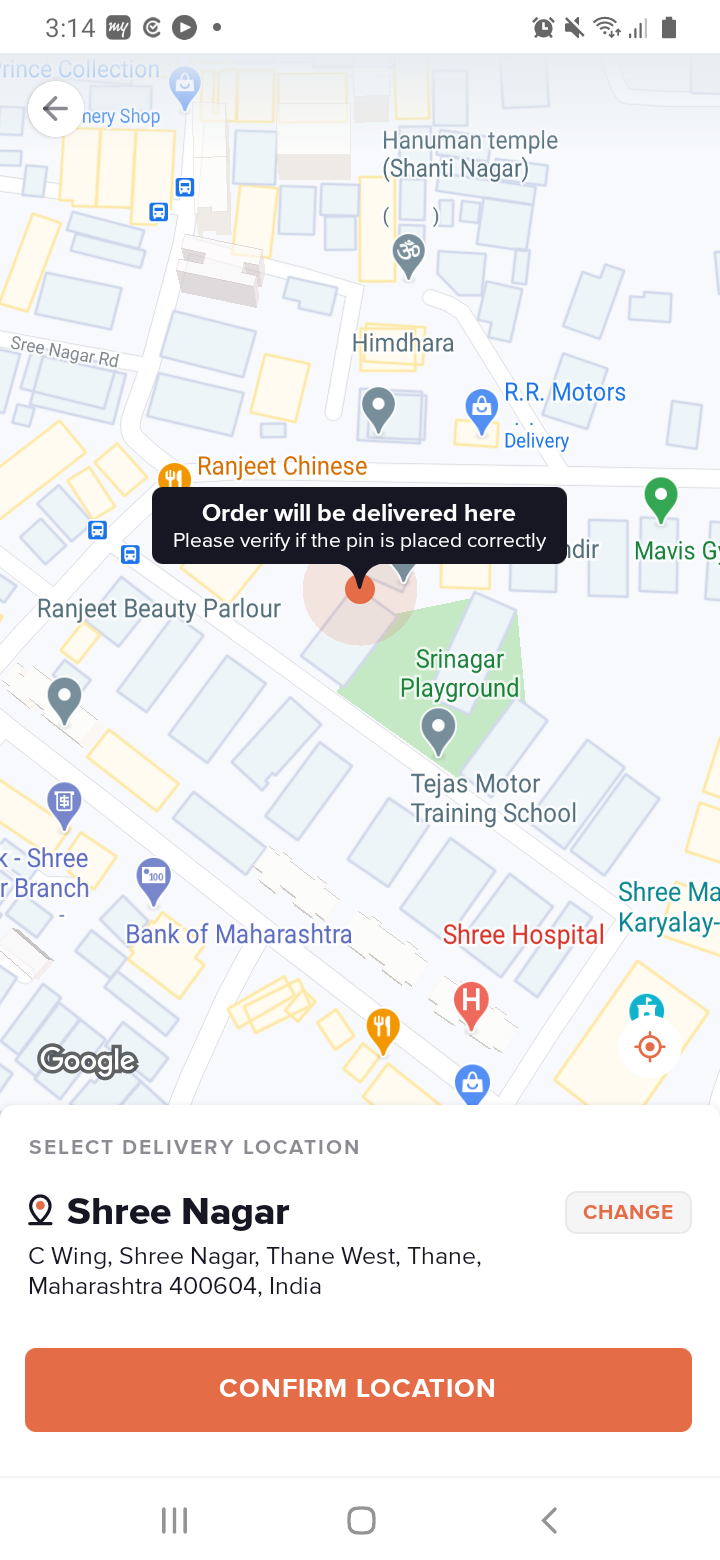 3:14
my
Prince Collection
nery Shop
Hanuman temple
(Shanti Nagar)
( )
Sree Nagar Rd
Himdhara
R.R. Motors
Delivery
Ranjeet Chinese
Order will be delivered here
Please verify if the pin is placed correctly
ndir
Mavis Gy
Ranjeet Beauty Parlour
Srinagar
Playground
Tejas Motor
Training School
k - Shree
r Branch
-
100
Bank of Maharashtra
Shree Ma
Karyalay-
Shree Hospital
H
Google
SELECT DELIVERY LOCATION
Shree Nagar
CHANGE
C Wing, Shree Nagar, Thane West, Thane,
Maharashtra 400604, India
CONFIRM LOCATION